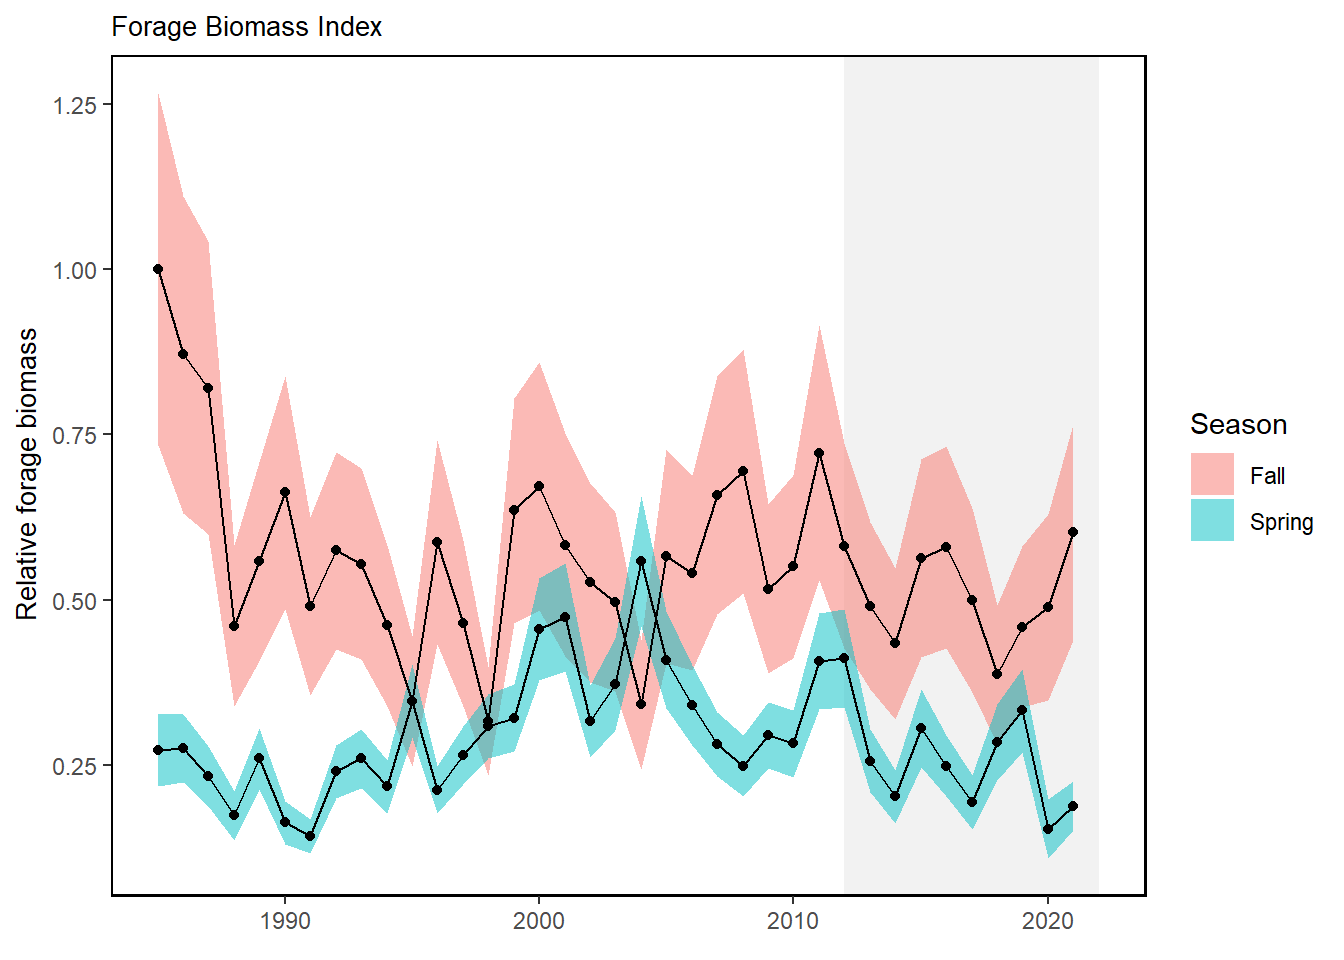 Forage Biomass Index
Relative forage biomass
1.25
1.00
0.75
0.50
0.25
1990
2000
2010
2020
Season
Fall
Spring